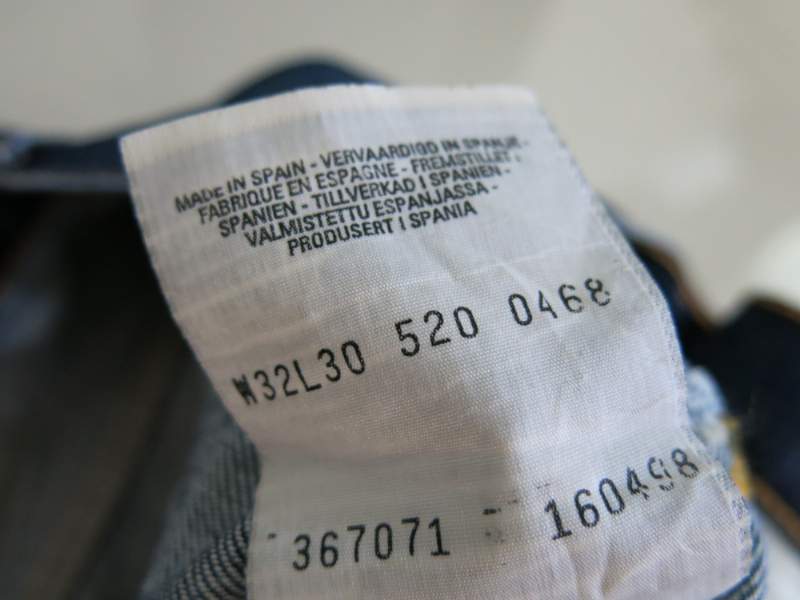 MADE IN SPAIN - VERVAARDIGD IN SPANJE -
FABRIQUE EN ESPAGNE - FREMSTILLET -
SPANIEN - TILLVERKAD I SPANIEN -
VALMISTETTU ESPANJASSA -
PRODUSERT I SPANIA
W32L30 520 0468
367071 160498